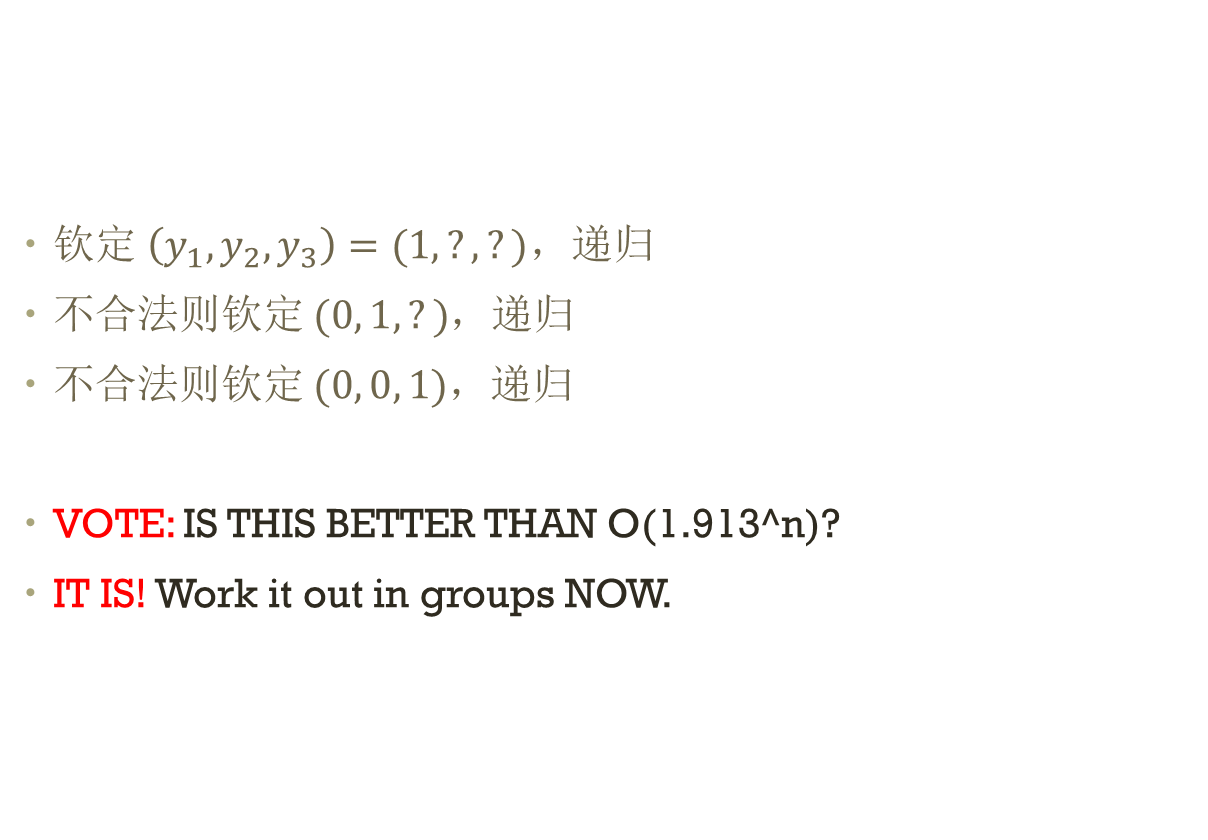 • 钦定 (y₁, y₂, y₃) = (1, ?, ?)，递归
• 不合法则钦定 (0, 1, ?)，递归
• 不合法则钦定 (0, 0, 1)，递归
• VOTE: IS THIS BETTER THAN O(1.913^n)?
• IT IS! Work it out in groups NOW.